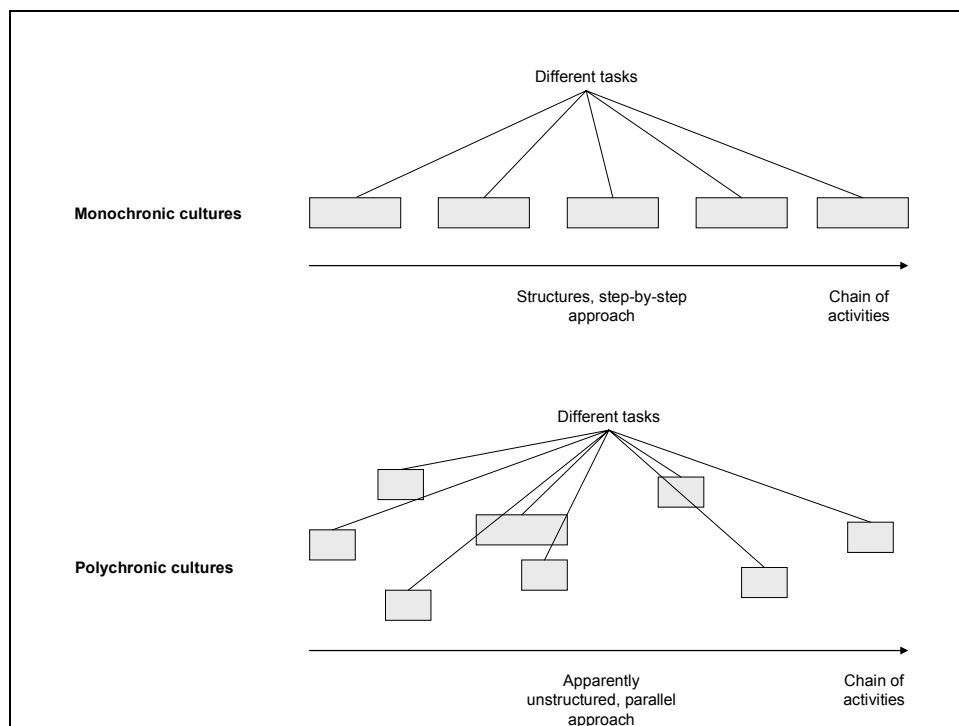 Different tasks
Monochronic cultures
Structures, step-by-step
approach
Chain of
activities
Different tasks
Polychronic cultures
Apparently
unstructured, parallel
approach
Chain of
activities